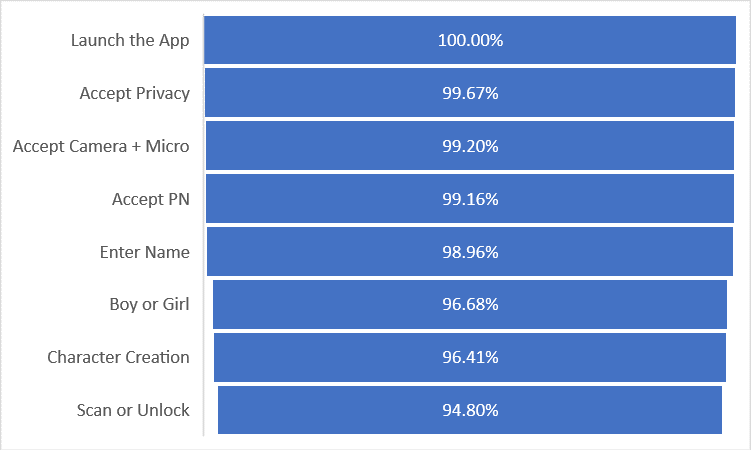 Launch the App 100.00%
Accept Privacy 99.67%
Accept Camera + Micro 99.20%
Accept PN 99.16%
Enter Name 98.96%
Boy or Girl 96.68%
Character Creation 96.41%
Scan or Unlock 94.80%